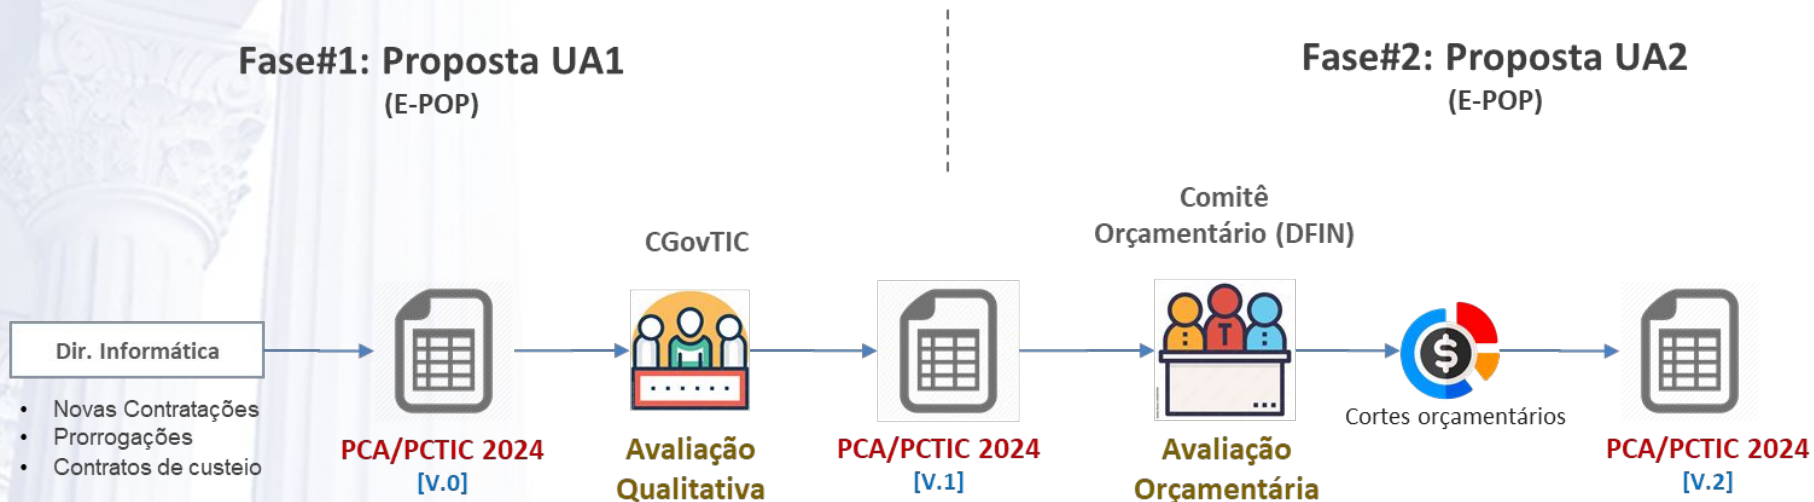 Fase#1: Proposta UA1
(E-POP)
Fase#2: Proposta UA2
(E-POP)
CGovTIC
Comitê
Orçamentário (DFIN)
Dir. Informática
• Novas Contratações
• Prorrogações
• Contratos de custeio
PCA/PCTIC 2024
[V.0]
Avaliação
Qualitativa
PCA/PCTIC 2024
[V.1]
T
Avaliação
Orçamentária
$
Cortes orçamentários
PCA/PCTIC 2024
[V.2]